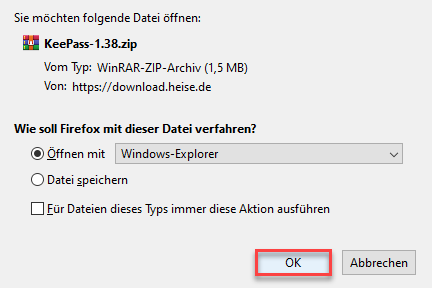 Sie möchten folgende Datei öffnen:
KeePass-1.38.zip
Vom Typ: WinRAR-ZIP-Archiv (1,5 MB)
Von: https://download.heise.de
Wie soll Firefox mit dieser Datei verfahren?
Öffnen mit Windows-Explorer
Datei speichern
Für Dateien dieses Typs immer diese Aktion ausführen
OK Abbrechen